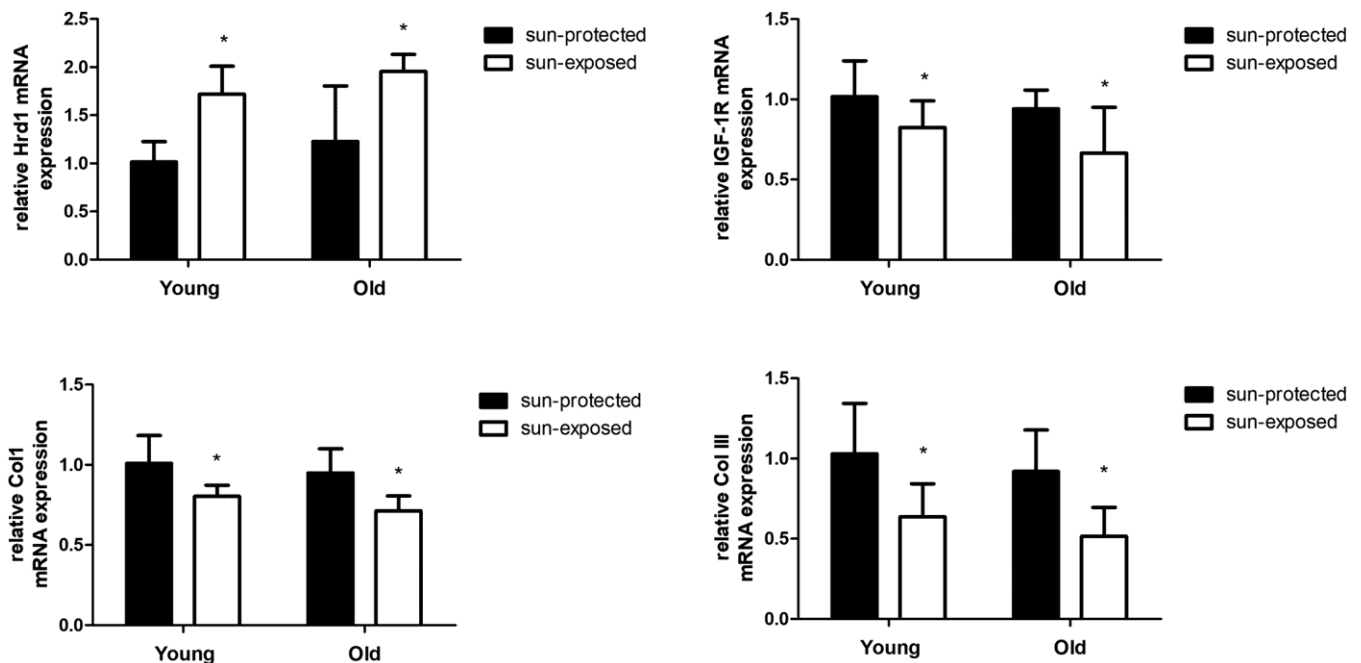 relative Hrd1 mRNA
expression
2.5
2.0
1.5
1.0
0.5
0.0
*
*
Young
Old
sun-protected
sun-exposed
relative IGF-1R mRNA
expression
1.5
1.0
0.5
0.0
*
*
Young
Old
sun-protected
sun-exposed
relative Col1
mRNA expression
1.5
1.0
0.5
0.0
*
*
Young
Old
sun-protected
sun-exposed
relative Col III
mRNA expression
1.5
1.0
0.5
0.0
*
*
Young
Old
sun-protected
sun-exposed